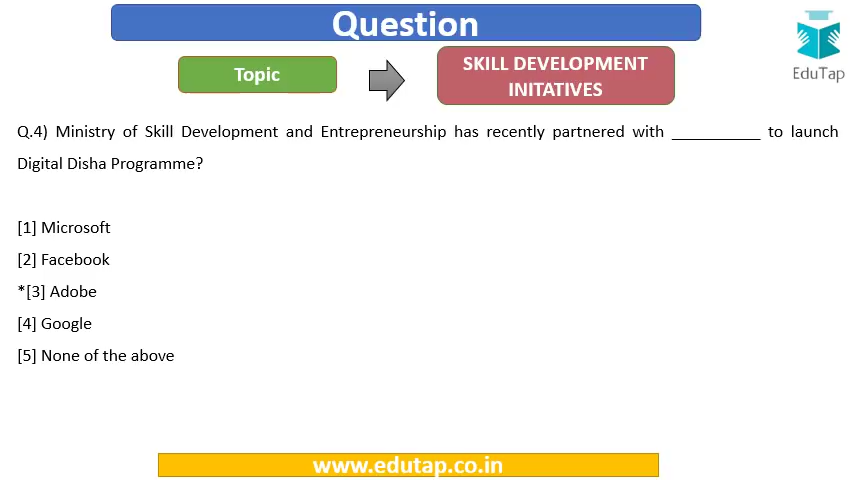 Question
Topic
SKILL DEVELOPMENT
INITATIVES
EduTap
Q.4) Ministry of Skill Development and Entrepreneurship has recently partnered with __________ to launch
Digital Disha Programme?
[1] Microsoft
[2] Facebook
*[3] Adobe
[4] Google
[5] None of the above
www.edutap.co.in